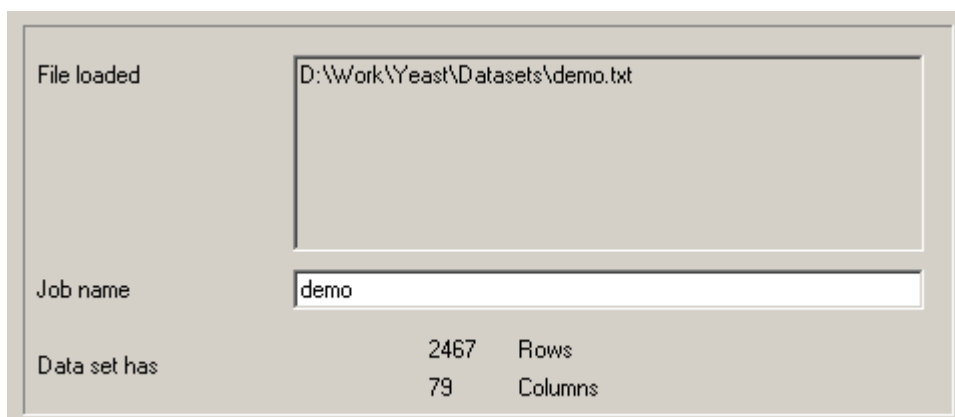 File loaded D:\Work\Yeast\Datasets\demo.txt
Job name demo
Data set has
2467 Rows
79 Columns